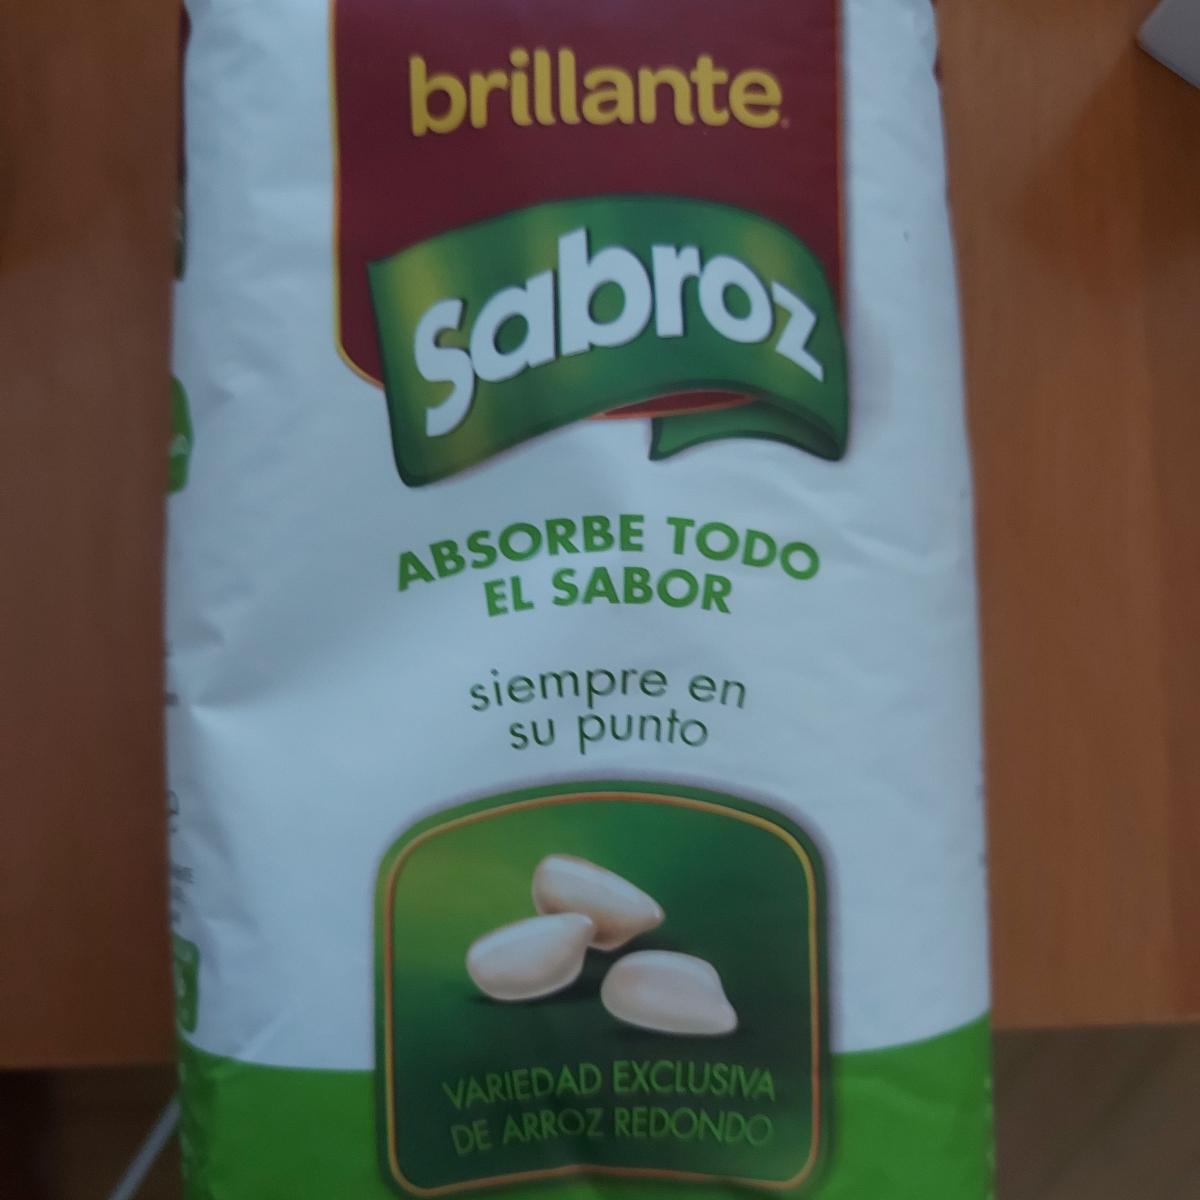 brillante
sabroz
ABSORBE TODO
EL SABOR
siempre en
su punto
VARIEDAD EXCLUSIVA
DE ARROZ REDONDO